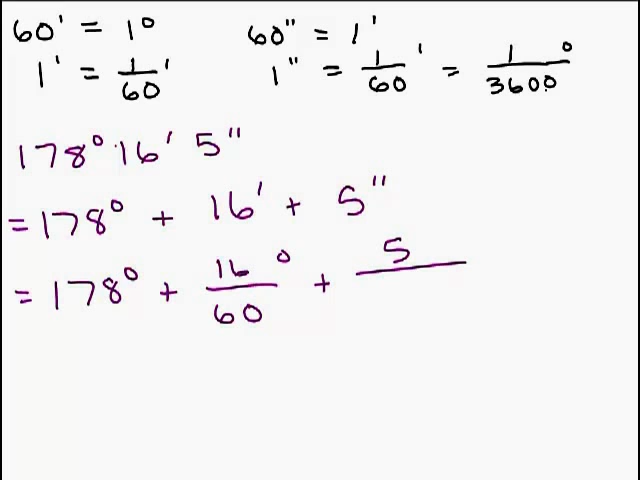 60' = 1° 60" = 1'
1' = 1/60' 1" = 1/60' = 1/3600°
178° 16' 5"
= 178° + 16' + 5"
= 178° + 16/60° + 5/